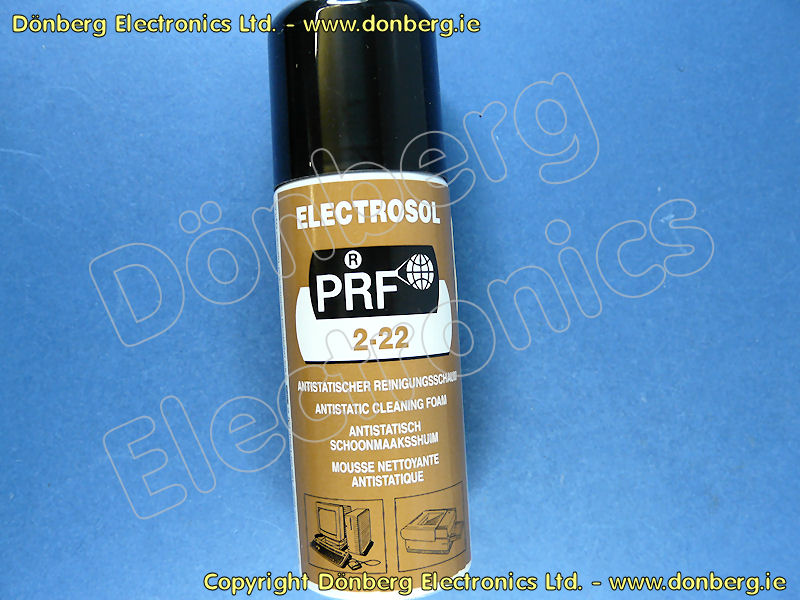 Dönberg Electronics Ltd. - www.donberg.ie
ELECTROSOL
®
PRF
2-22
ANTISTATISCHER REINIGUNGSSCHAUM
ANTISTATIC CLEANING FOAM
ANTISTATISCH
SCHOONMAAKSSHUIM
MOUSSE NETTOYANTE
ANTISTATIQUE
Dönberg
Electronics
Copyright Dönberg Electronics Ltd. - www.donberg.ie